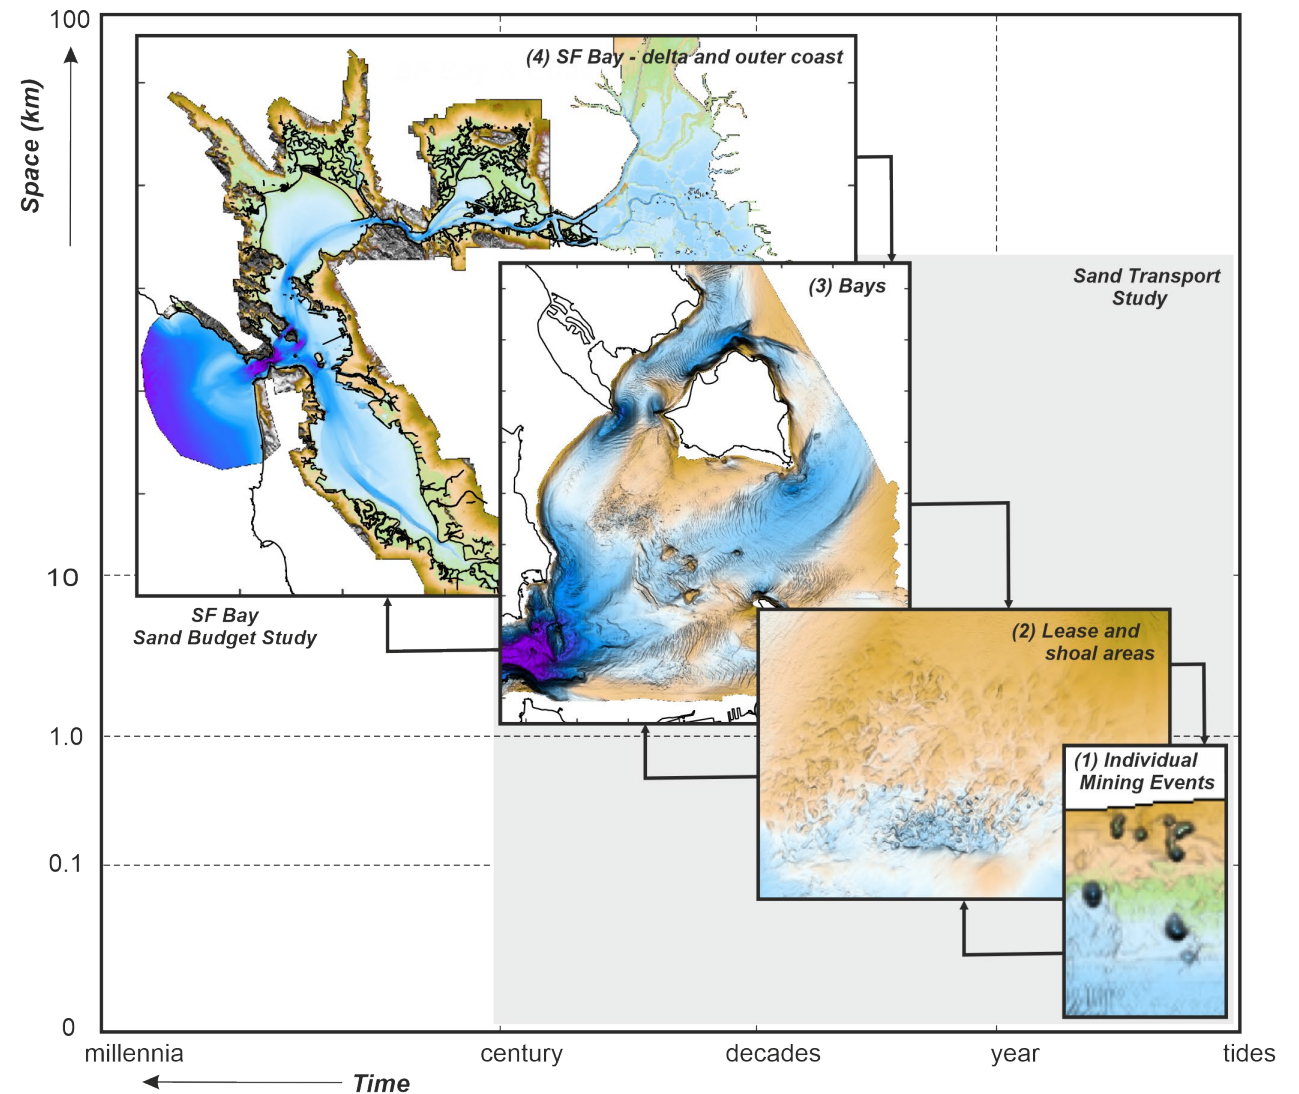 100
(4) SF Bay - delta and outer coast
Space (km)
Sand Transport
Study
(3) Bays
10
SF Bay
Sand Budget Study
(2) Lease and
shoal areas
1.0
(1) Individual
Mining Events
0.1
0
millennia
century
decades
year
tides
Time